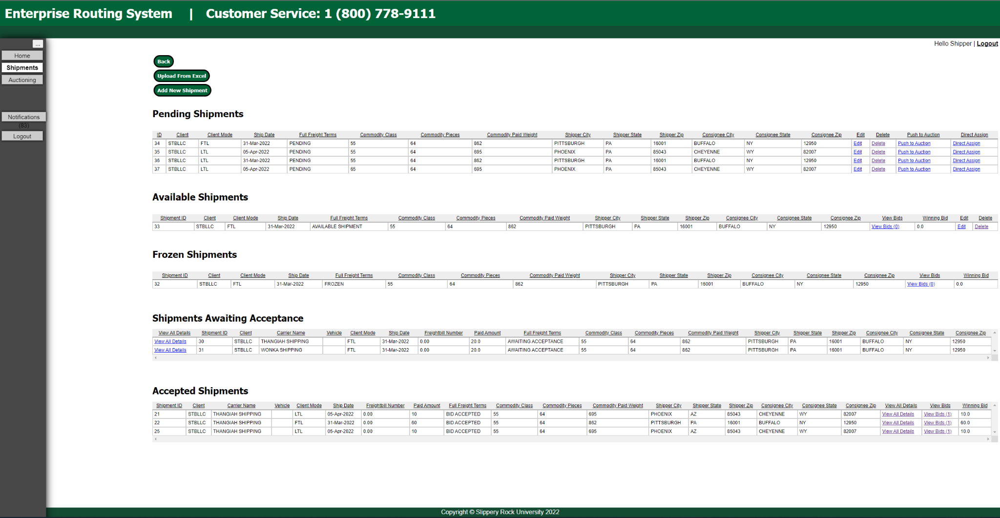 Enterprise Routing System | Customer Service: 1 (800) 778-9111
Hello Shipper | Logout
...
Home
Shipments
Auctioning
Notifications
(83)
Logout
Back
Upload From Excel
Add New Shipment
Pending Shipments
ID Client Client Mode Ship Date Full Freight Terms Commodity Class Commodity Pieces Commodity Paid Weight Shipper City Shipper State Shipper Zip Consignee City Consignee State Consignee Zip Edit Delete Push to Auction Direct Assign
34 STBLLC FTL 31-Mar-2022 PENDING 55 64 862 PITTSBURGH PA 16001 BUFFALO NY 12950 Edit Delete Push to Auction Direct Assign
35 STBLLC LTL 05-Apr-2022 PENDING 55 64 695 PHOENIX PA 85043 CHEYENNE WY 82007 Edit Delete Push to Auction Direct Assign
36 STBLLC LTL 31-Mar-2022 PENDING 55 64 862 PITTSBURGH PA 16001 BUFFALO NY 12950 Edit Delete Push to Auction Direct Assign
37 STBLLC LTL 05-Apr-2022 PENDING 65 64 695 PHOENIX PA 85043 CHEYENNE WY 82007 Edit Delete Push to Auction Direct Assign
Available Shipments
Shipment ID Client Client Mode Ship Date Full Freight Terms Commodity Class Commodity Pieces Commodity Paid Weight Shipper City Shipper State Shipper Zip Consignee City Consignee State Consignee Zip View Bids Winning Bid Edit Delete
33 STBLLC FTL 31-Mar-2022 AVAILABLE SHIPMENT 55 64 862 PITTSBURGH PA 16001 BUFFALO NY 12950 View Bids (0) 0.0 Edit Delete
Frozen Shipments
Shipment ID Client Client Mode Ship Date Full Freight Terms Commodity Class Commodity Pieces Commodity Paid Weight Shipper City Shipper State Shipper Zip Consignee City Consignee State Consignee Zip View Bids Winning Bid
32 STBLLC FTL 31-Mar-2022 FROZEN 55 64 862 PITTSBURGH PA 16001 BUFFALO NY 12950 View Bids (0) 0.0
Shipments Awaiting Acceptance
View All Details Shipment ID Client Carrier Name Vehicle Client Mode Ship Date Freightbill Number Paid Amount Full Freight Terms Commodity Class Commodity Pieces Commodity Paid Weight Shipper City Shipper State Shipper Zip Consignee City Consignee State Consignee Zip
View All Details 30 STBLLC THANGIAH SHIPPING FTL 31-Mar-2022 0.00 20.0 AWAITING ACCEPTANCE 55 64 862 PITTSBURGH PA 16001 BUFFALO NY 12950
View All Details 31 STBLLC WONKA SHIPPING FTL 31-Mar-2022 0.00 20.0 AWAITING ACCEPTANCE 55 64 862 PITTSBURGH PA 16001 BUFFALO NY 12950
Accepted Shipments
Shipment ID Client Carrier Name Vehicle Client Mode Ship Date Freightbill Number Paid Amount Full Freight Terms Commodity Class Commodity Pieces Commodity Paid Weight Shipper City Shipper State Shipper Zip Consignee City Consignee State Consignee Zip View All Details View Bids Winning Bid
21 STBLLC THANGIAH SHIPPING LTL 05-Apr-2022 0.00 10 BID ACCEPTED 55 64 695 PHOENIX AZ 85043 CHEYENNE WY 82007 View All Details View Bids (1) 10.0
22 STBLLC THANGIAH SHIPPING FTL 31-Mar-2022 0.00 60 BID ACCEPTED 55 64 862 PITTSBURGH PA 16001 BUFFALO NY 12950 View All Details View Bids (1) 60.0
25 STBLLC THANGIAH SHIPPING LTL 05-Apr-2022 0.00 10 BID ACCEPTED 55 64 695 PHOENIX AZ 85043 CHEYENNE WY 82007 View All Details View Bids (1) 10.0
Copyright © Slippery Rock University 2022